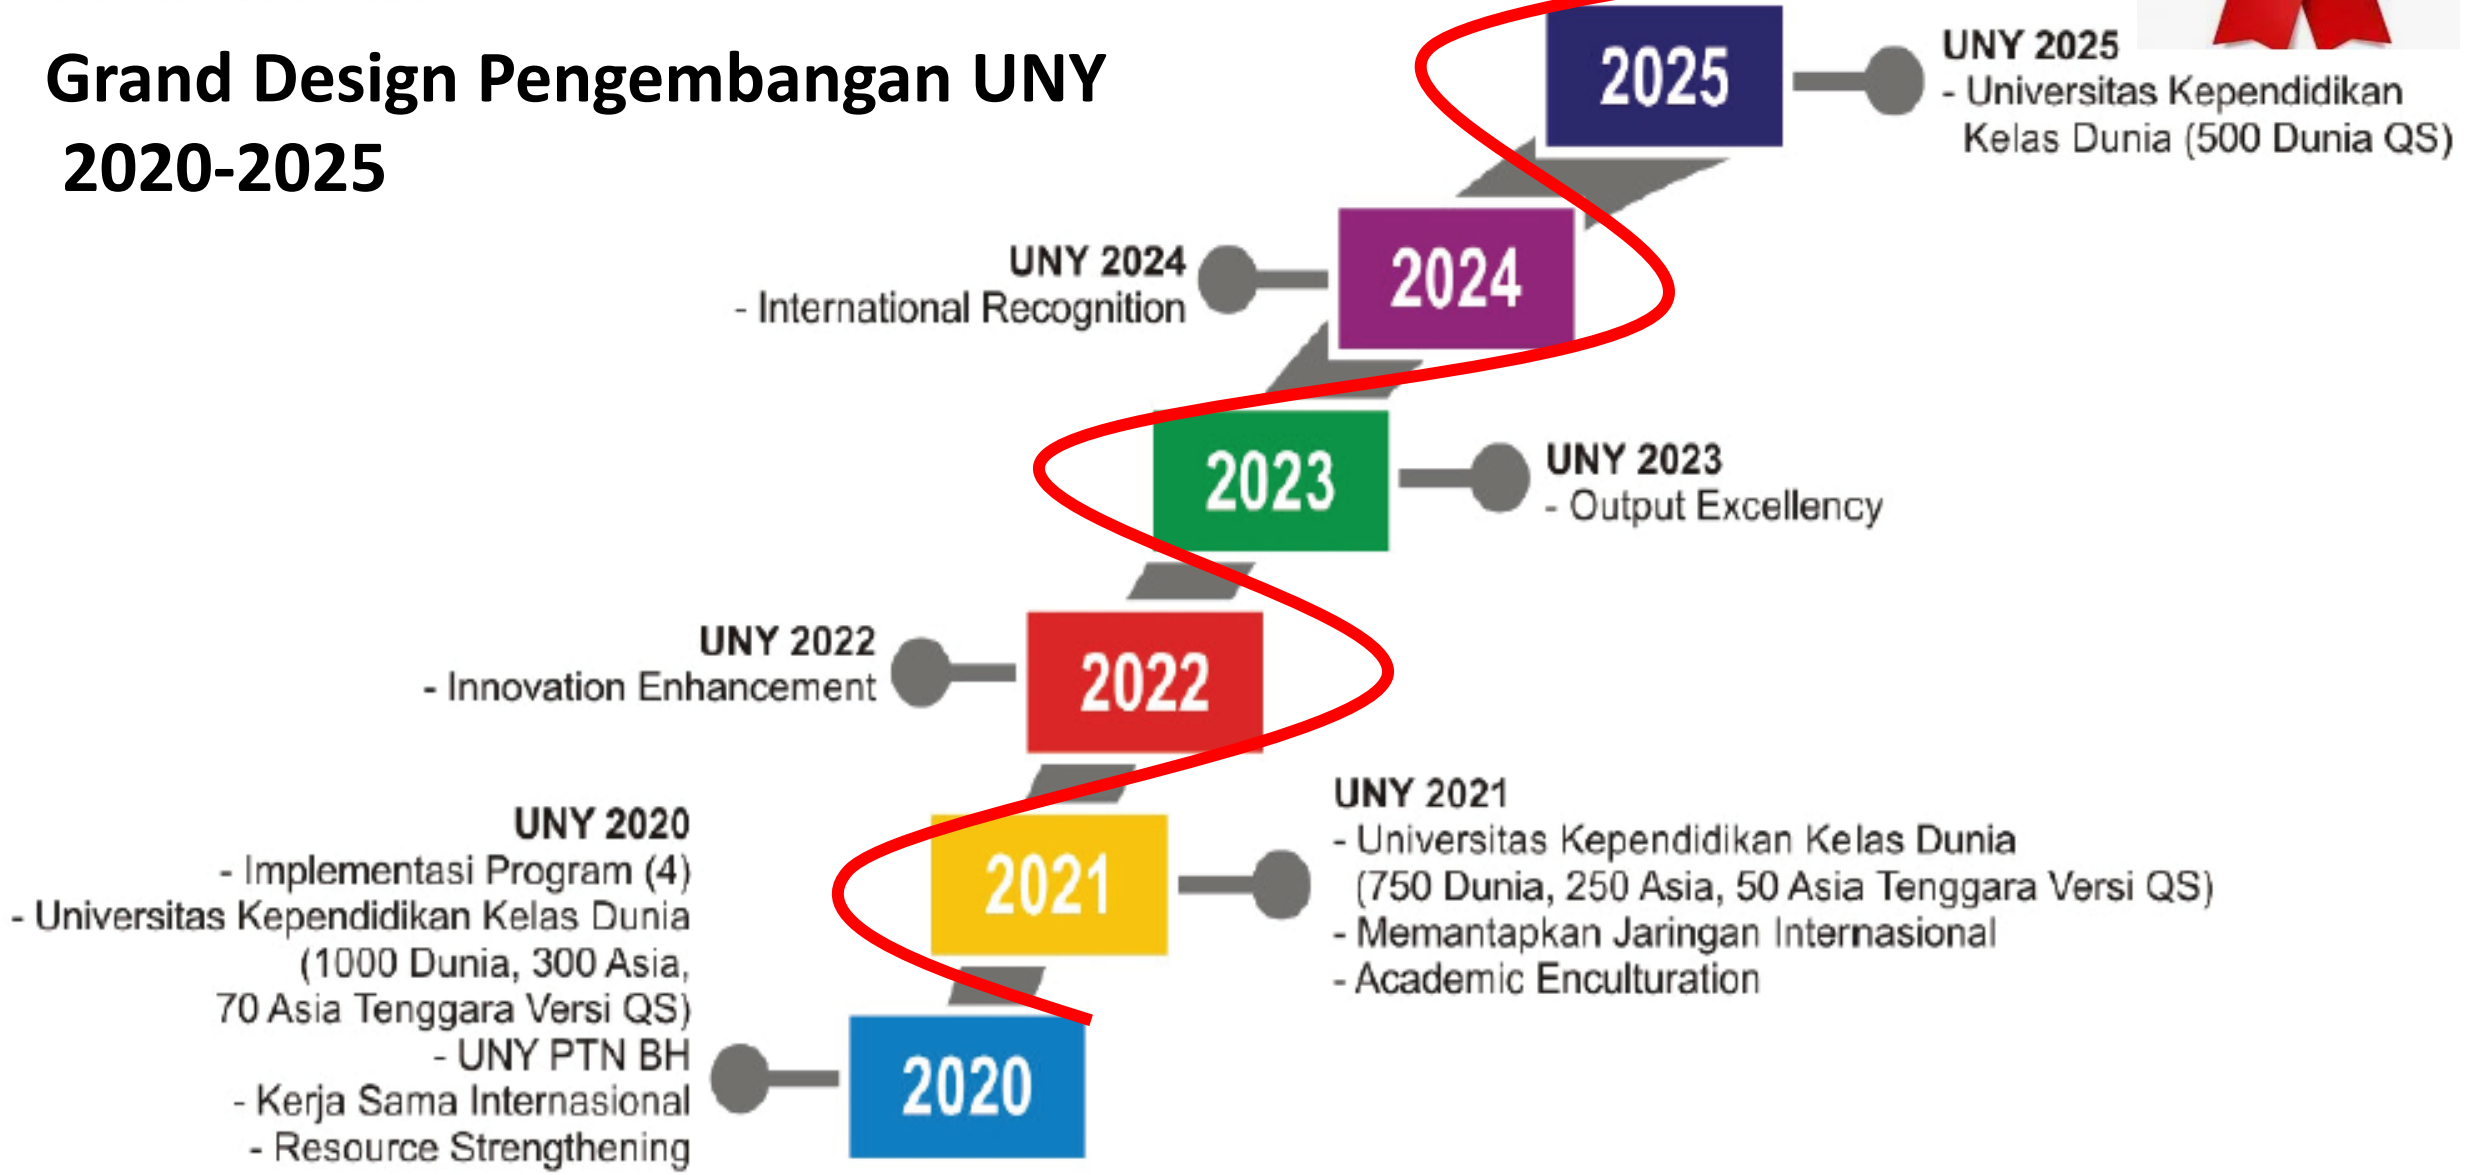 Grand Design Pengembangan UNY
2020-2025
2025
UNY 2025
- Universitas Kependidikan
Kelas Dunia (500 Dunia QS)
UNY 2024
- International Recognition
2024
2023
UNY 2023
- Output Excellency
UNY 2022
- Innovation Enhancement
2022
UNY 2021
- Universitas Kependidikan Kelas Dunia
(750 Dunia, 250 Asia, 50 Asia Tenggara Versi QS)
- Memantapkan Jaringan Internasional
- Academic Enculturation
2021
UNY 2020
- Implementasi Program (4)
- Universitas Kependidikan Kelas Dunia
(1000 Dunia, 300 Asia,
70 Asia Tenggara Versi QS)
- UNY PTN BH
- Kerja Sama Internasional
- Resource Strengthening
2020